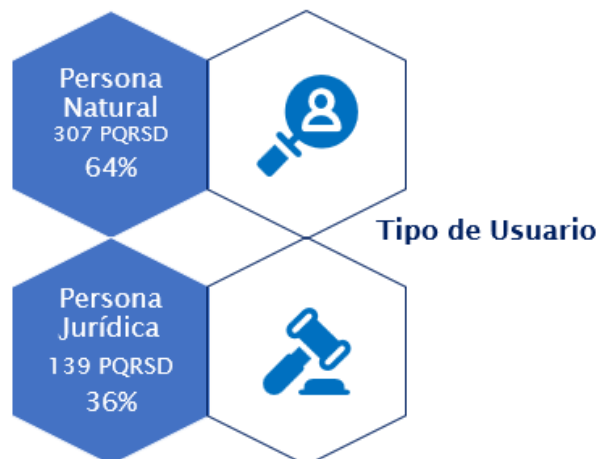 Persona
Natural
307 PQRSD
64%
Tipo de Usuario
Persona
Jurídica
139 PQRSD
36%